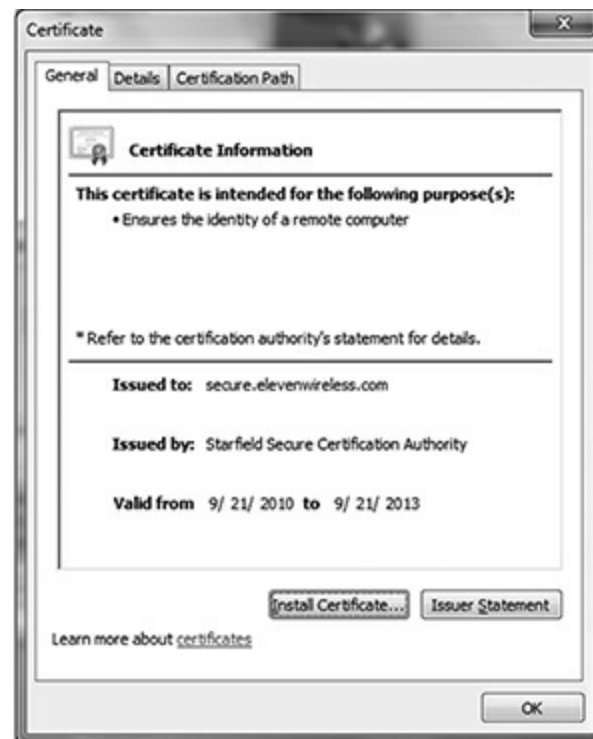 Certificate
General Details Certification Path
Certificate Information
This certificate is intended for the following purpose(s):
• Ensures the identity of a remote computer
* Refer to the certification authority's statement for details.
Issued to: secure.elevenwireless.com
Issued by: Starfield Secure Certification Authority
Valid from 9/ 21/ 2010 to 9/ 21/ 2013
Install Certificate... Issuer Statement
Learn more about certificates
OK